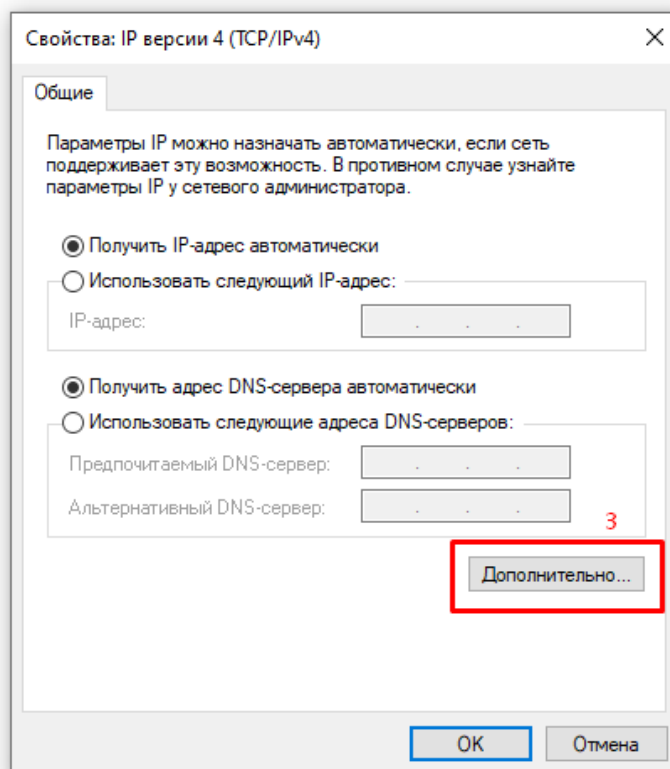 Свойства: IP версии 4 (TCP/IPv4)
Общие
Параметры IP можно назначать автоматически, если сеть
поддерживает эту возможность. В противном случае узнайте
параметры IP у сетевого администратора.
Получить IP-адрес автоматически
Использовать следующий IP-адрес:
IP-адрес:
Получить адрес DNS-сервера автоматически
Использовать следующие адреса DNS-серверов:
Предпочитаемый DNS-сервер:
Альтернативный DNS-сервер:
3
Дополнительно...
OK
Отмена